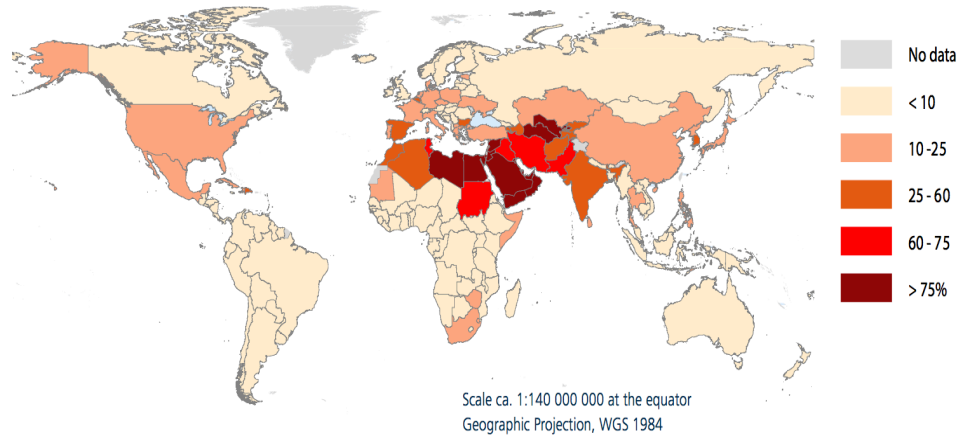 No data
< 10
10 - 25
25 - 60
60 - 75
> 75%
Scale ca. 1:140 000 000 at the equator
Geographic Projection, WGS 1984